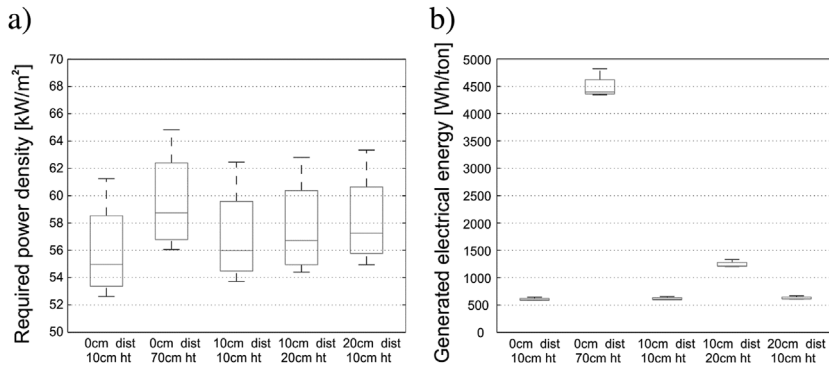 a)
Required power density [kW/m²]
70
68
66
64
62
60
58
56
54
52
50
0cm dist 0cm dist 10cm dist 10cm dist 20cm dist
10cm ht 70cm ht 10cm ht 20cm ht 10cm ht
b)
Generated electrical energy [Wh/ton]
5000
4500
4000
3500
3000
2500
2000
1500
1000
500
0
0cm dist 0cm dist 10cm dist 10cm dist 20cm dist
10cm ht 70cm ht 10cm ht 20cm ht 10cm ht